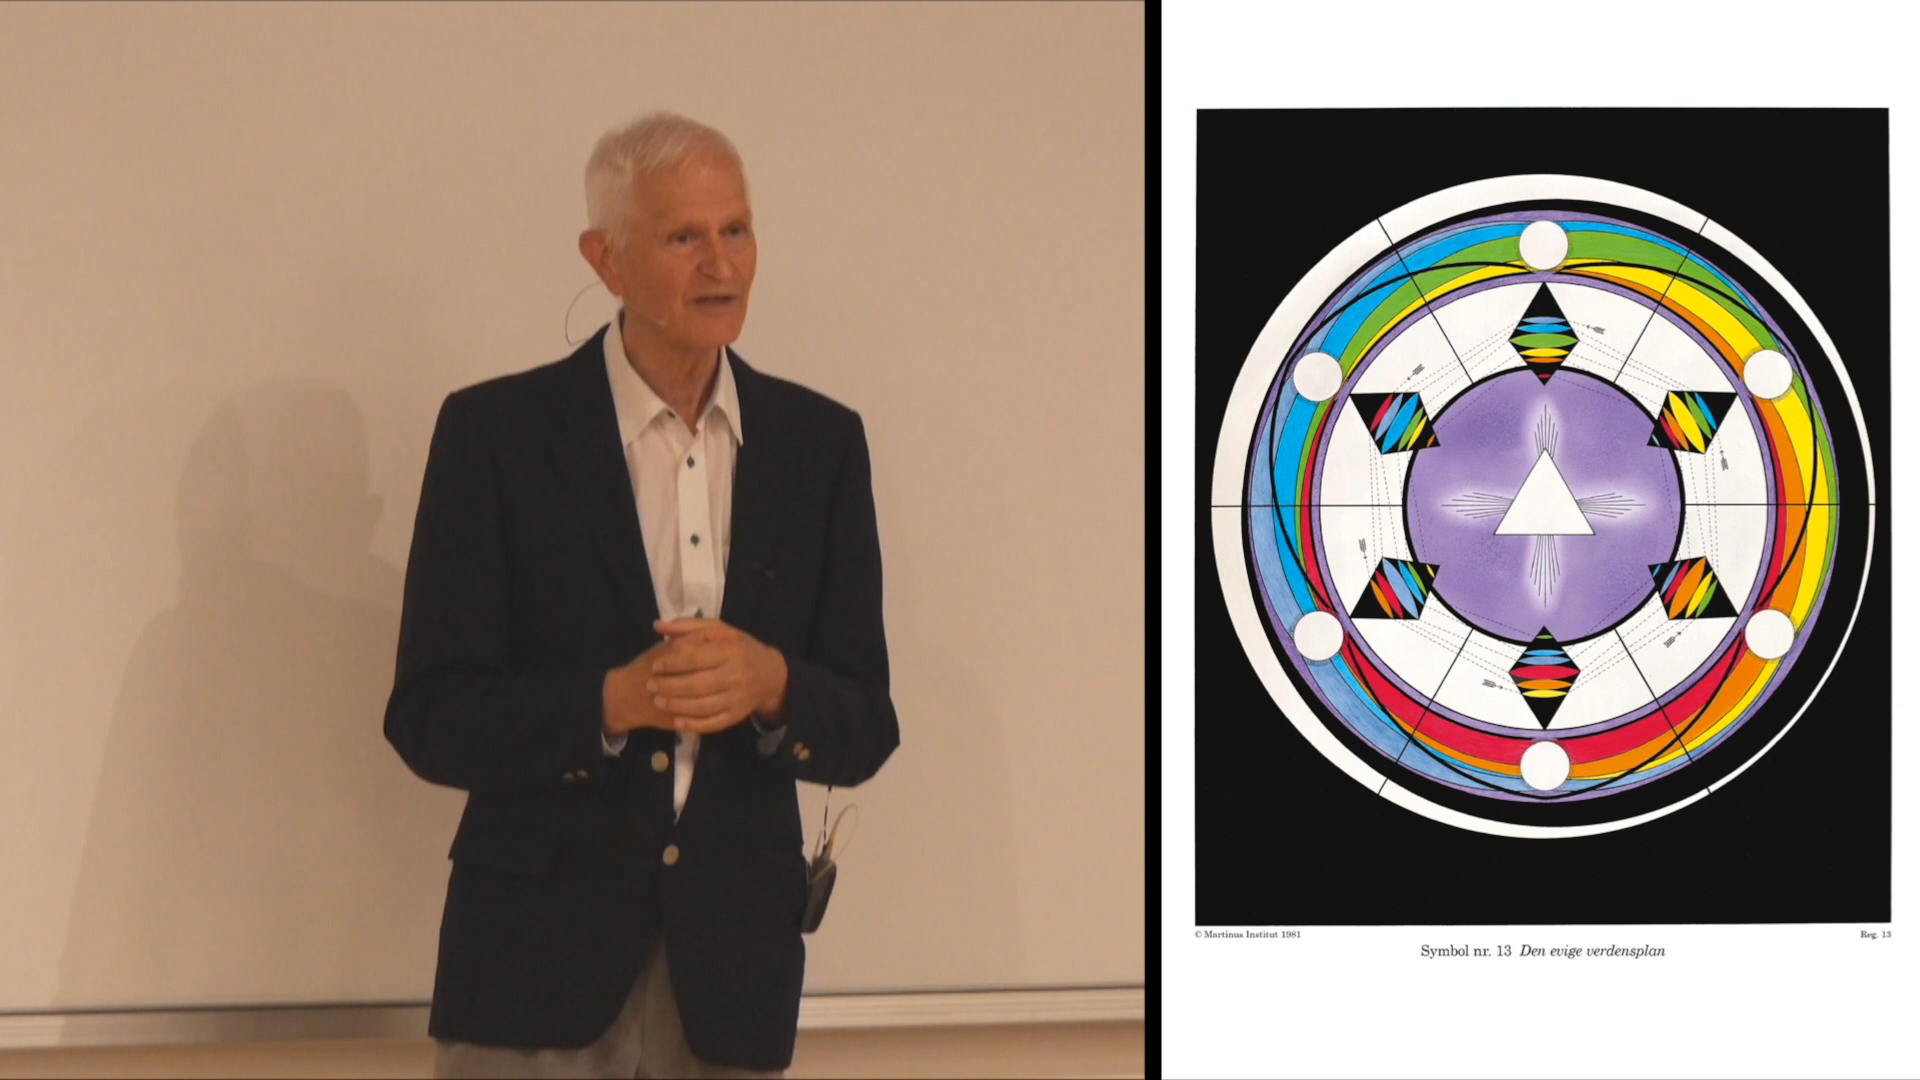 © Martinus Institut 1981
Reg. 13
Symbol nr. 13 Den evige verdensplan